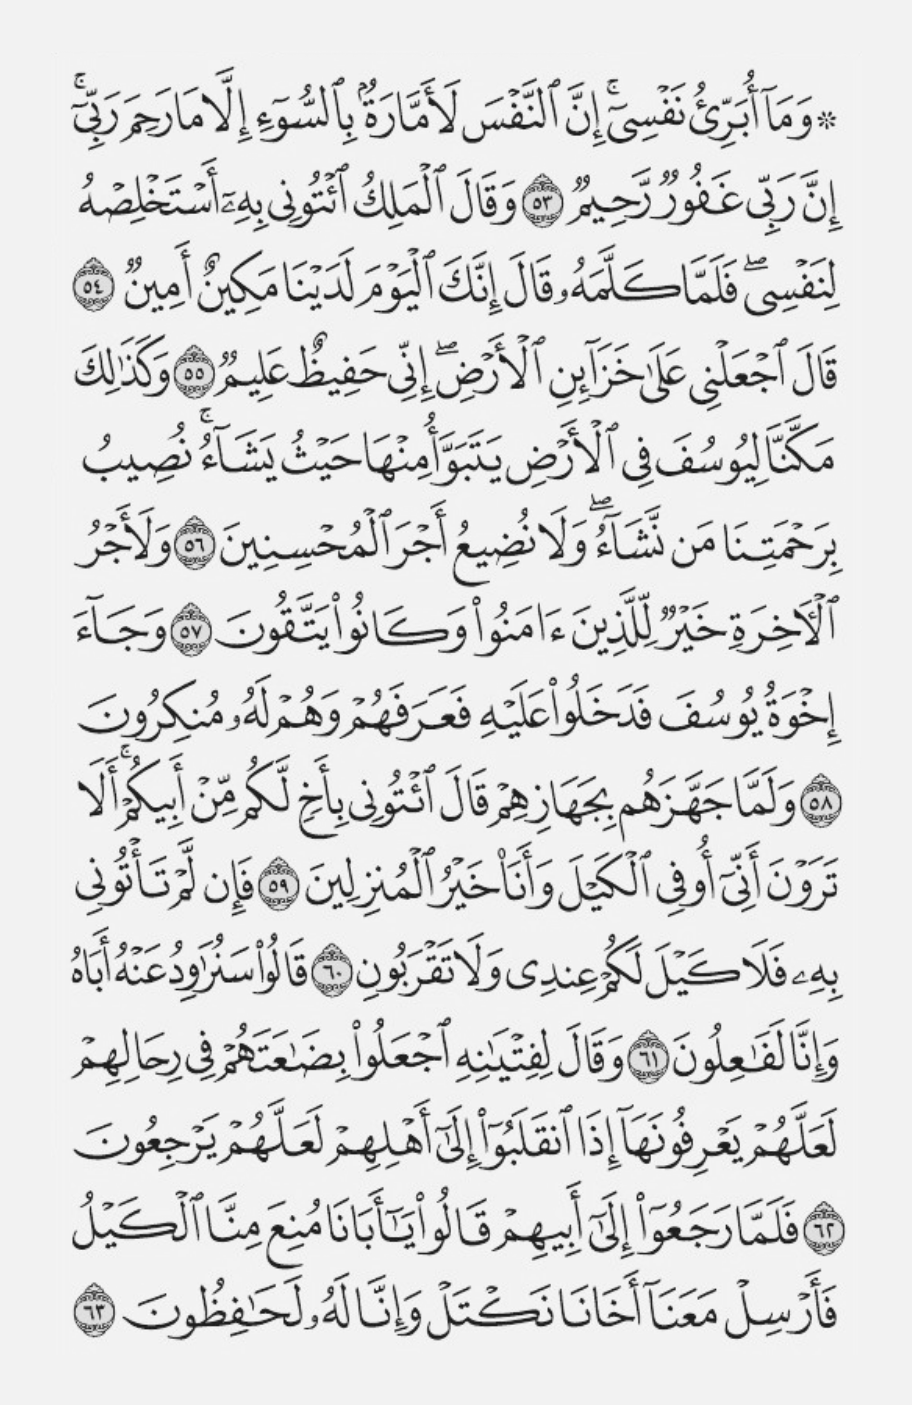 ۞ وَمَآ أُبَرِّئُ نَفْسِيٓۚ إِنَّ ٱلنَّفْسَ لَأَمَّارَةُۢ بِٱلسُّوٓءِ إِلَّا مَا رَحِمَ رَبِّيٓۚ
إِنَّ رَبِّي غَفُورٞ رَّحِيمٞ ٥٣ وَقَالَ ٱلْمَلِكُ ٱئْتُونِي بِهِۦٓ أَسْتَخْلِصْهُ
لِنَفْسِيۖ فَلَمَّا كَلَّمَهُۥ قَالَ إِنَّكَ ٱلْيَوْمَ لَدَيْنَا مَكِينٌ أَمِينٞ ٥٤
قَالَ ٱجْعَلْنِي عَلَىٰ خَزَآئِنِ ٱلْأَرْضِۖ إِنِّي حَفِيظٌ عَلِيمٞ ٥٥ وَكَذَٰلِكَ
مَكَّنَّا لِيُوسُفَ فِي ٱلْأَرْضِ يَتَبَوَّأُ مِنْهَا حَيْثُ يَشَآءُۚ نُصِيبُ
بِرَحْمَتِنَا مَن نَّشَآءُۖ وَلَا نُضِيعُ أَجْرَ ٱلْمُحْسِنِينَ ٥٦ وَلَأَجْرُ
ٱلْأٓخِرَةِ خَيْرٞ لِّلَّذِينَ ءَامَنُوا۟ وَكَانُوا۟ يَتَّقُونَ ٥٧ وَجَآءَ
إِخْوَةُ يُوسُفَ فَدَخَلُوا۟ عَلَيْهِ فَعَرَفَهُمْ وَهُمْ لَهُۥ مُنكِرُونَ
٥٨ وَلَمَّا جَهَّزَهُم بِجَهَازِهِمْ قَالَ ٱئْتُونِي بِأَخٖ لَّكُم مِّنْ أَبِيكُمْۚ أَلَا
تَرَوْنَ أَنِّيٓ أُوفِي ٱلْكَيْلَ وَأَنَا۠ خَيْرُ ٱلْمُنزِلِينَ ٥٩ فَإِن لَّمْ تَأْتُونِي
بِهِۦ فَلَا كَيْلَ لَكُمْ عِندِي وَلَا تَقْرَبُونِ ٦٠ قَالُوا۟ سَنُرَٰوِدُ عَنْهُ أَبَاهُ
وَإِنَّا لَفَٰعِلُونَ ٦١ وَقَالَ لِفِتْيَٰنِهِ ٱجْعَلُوا۟ بِضَٰعَتَهُمْ فِي رِحَالِهِمْ
لَعَلَّهُمْ يَعْرِفُونَهَآ إِذَا ٱنقَلَبُوٓا۟ إِلَىٰٓ أَهْلِهِمْ لَعَلَّهُمْ يَرْجِعُونَ
٦٢ فَلَمَّا رَجَعُوٓا۟ إِلَىٰٓ أَبِيهِمْ قَالُوا۟ يَٰٓأَبَانَا مُنِعَ مِنَّا ٱلْكَيْلُ
فَأَرْسِلْ مَعَنَآ أَخَانَا نَكْتَلْ وَإِنَّا لَهُۥ لَحَٰفِظُونَ ٦٣